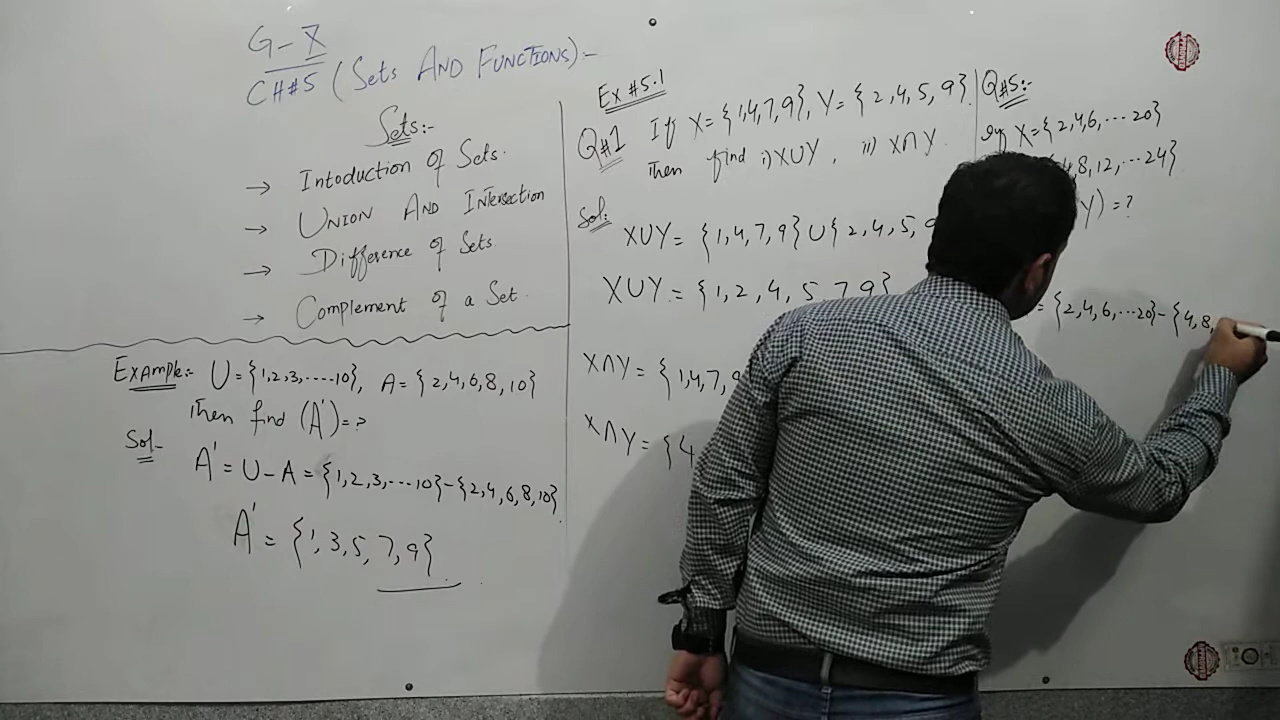 G-X
CH#5 (Sets AND FUNCTIONS):-
Sets:-
→ Intoduction of Sets.
→ UNION AND Intersection
→ Difference of Sets.
→ Complement of a Set.
Example:- U={1,2,3,.....10}, A={2,4,6,8,10}
Then find (A')=?
Sol-
A' = U-A = {1,2,3,....10}-{2,4,6,8,10}.
A' = {1,3,5,7,9}
Ex #5.1
Q#1 If X={1,4,7,9}, Y={2,4,5,9}.
Then find i) X∪Y, ii) X∩Y.
Sol:
X∪Y= {1,4,7,9}∪{2,4,5,9
X∪Y = {1,2,4,5,7,9}
X∩Y = {1,4,7,9
X∩Y = {4
Q#5:-
If X={2,4,6,...20}
4,8,12,...24}
Y)=?
= {2,4,6,...20}-{4,8,